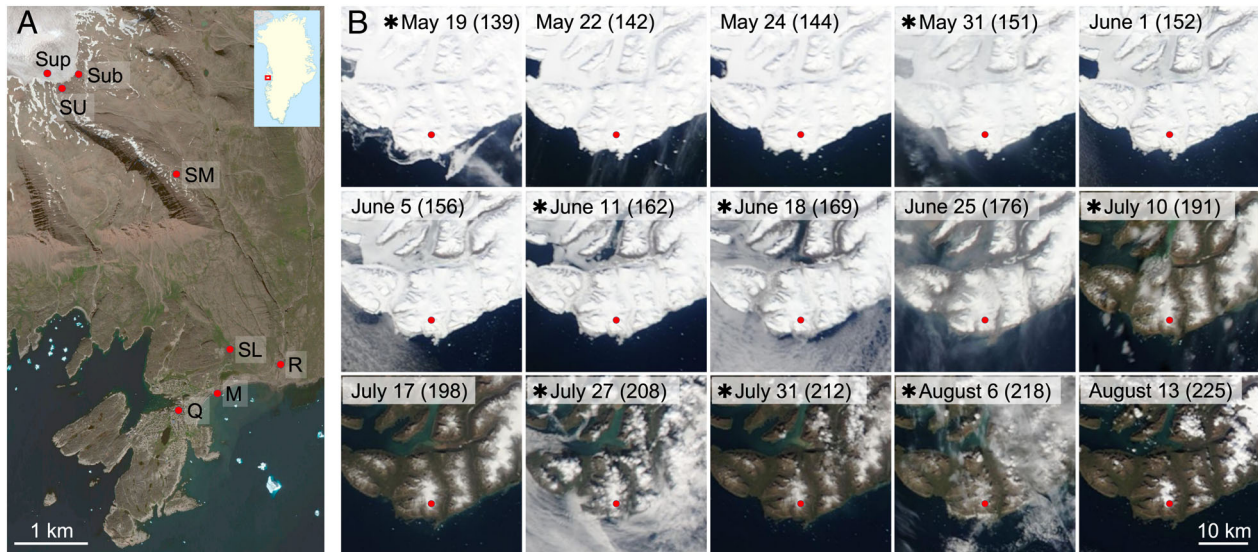 A
Sup
Sub
SU
SM
SL
R
M
Q
1 km
B
✱May 19 (139)
May 22 (142)
May 24 (144)
✱May 31 (151)
June 1 (152)
June 5 (156)
✱June 11 (162)
✱June 18 (169)
June 25 (176)
✱July 10 (191)
July 17 (198)
✱July 27 (208)
✱July 31 (212)
✱August 6 (218)
August 13 (225)
10 km